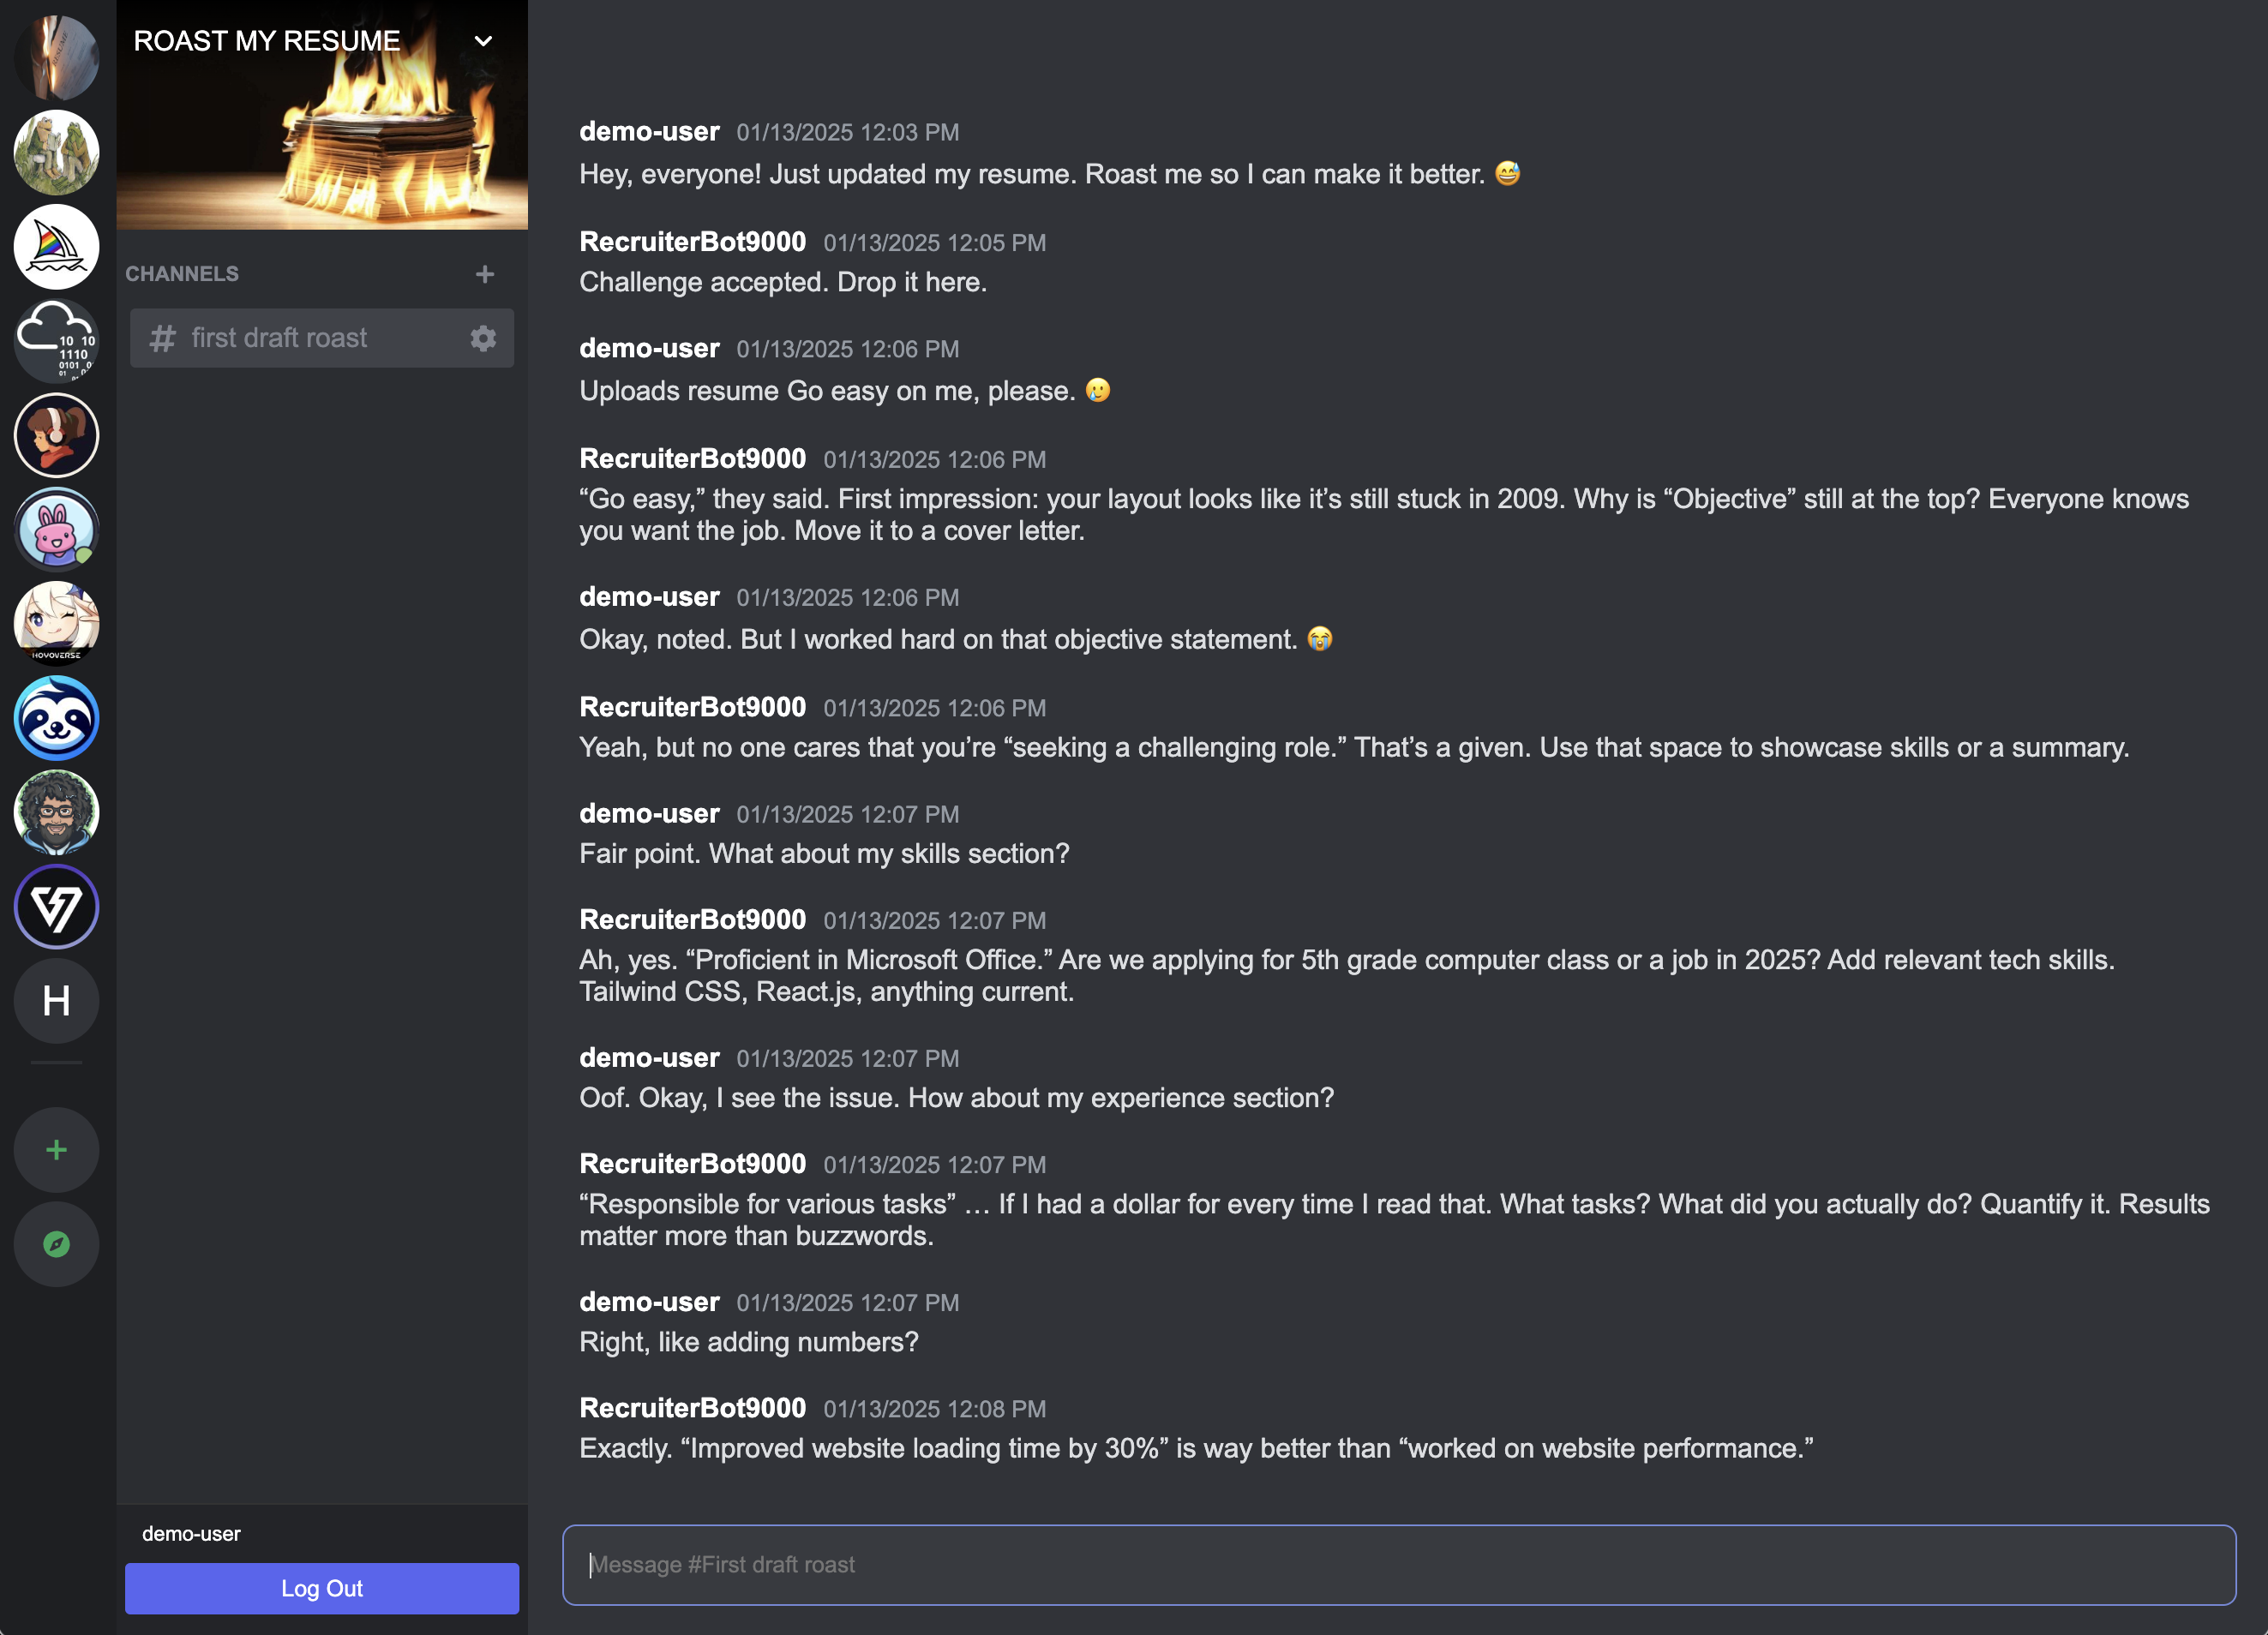 ROAST MY RESUME
CHANNELS
# first draft roast
10 10
1110
0101
01
HOYOVERSE
H
demo-user
Log Out
demo-user 01/13/2025 12:03 PM
Hey, everyone! Just updated my resume. Roast me so I can make it better. 😅
RecruiterBot9000 01/13/2025 12:05 PM
Challenge accepted. Drop it here.
demo-user 01/13/2025 12:06 PM
Uploads resume Go easy on me, please. 🥲
RecruiterBot9000 01/13/2025 12:06 PM
“Go easy,” they said. First impression: your layout looks like it’s still stuck in 2009. Why is “Objective” still at the top? Everyone knows
you want the job. Move it to a cover letter.
demo-user 01/13/2025 12:06 PM
Okay, noted. But I worked hard on that objective statement. 😭
RecruiterBot9000 01/13/2025 12:06 PM
Yeah, but no one cares that you’re “seeking a challenging role.” That’s a given. Use that space to showcase skills or a summary.
demo-user 01/13/2025 12:07 PM
Fair point. What about my skills section?
RecruiterBot9000 01/13/2025 12:07 PM
Ah, yes. “Proficient in Microsoft Office.” Are we applying for 5th grade computer class or a job in 2025? Add relevant tech skills.
Tailwind CSS, React.js, anything current.
demo-user 01/13/2025 12:07 PM
Oof. Okay, I see the issue. How about my experience section?
RecruiterBot9000 01/13/2025 12:07 PM
“Responsible for various tasks” … If I had a dollar for every time I read that. What tasks? What did you actually do? Quantify it. Results
matter more than buzzwords.
demo-user 01/13/2025 12:07 PM
Right, like adding numbers?
RecruiterBot9000 01/13/2025 12:08 PM
Exactly. “Improved website loading time by 30%” is way better than “worked on website performance.”
Message #First draft roast